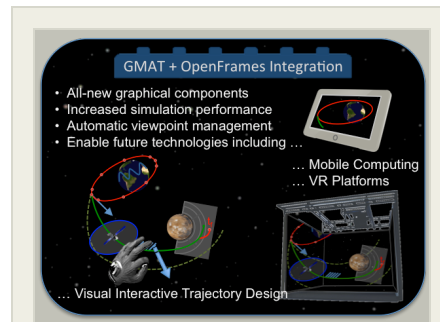 GMAT + OpenFrames Integration
• All-new graphical components
• Increased simulation performance
• Automatic viewpoint management
• Enable future technologies including ...
... Mobile Computing
... VR Platforms
... Visual Interactive Trajectory Design